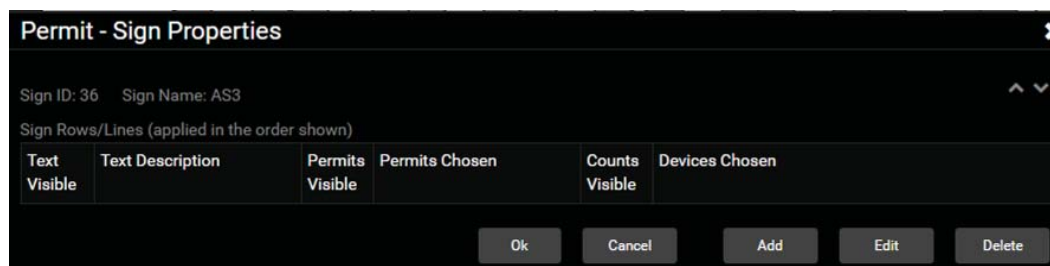 Permit - Sign Properties
Sign ID: 36 Sign Name: AS3
Sign Rows/Lines (applied in the order shown)
Text Visible Text Description Permits Visible Permits Chosen Counts Visible Devices Chosen
Ok Cancel Add Edit Delete